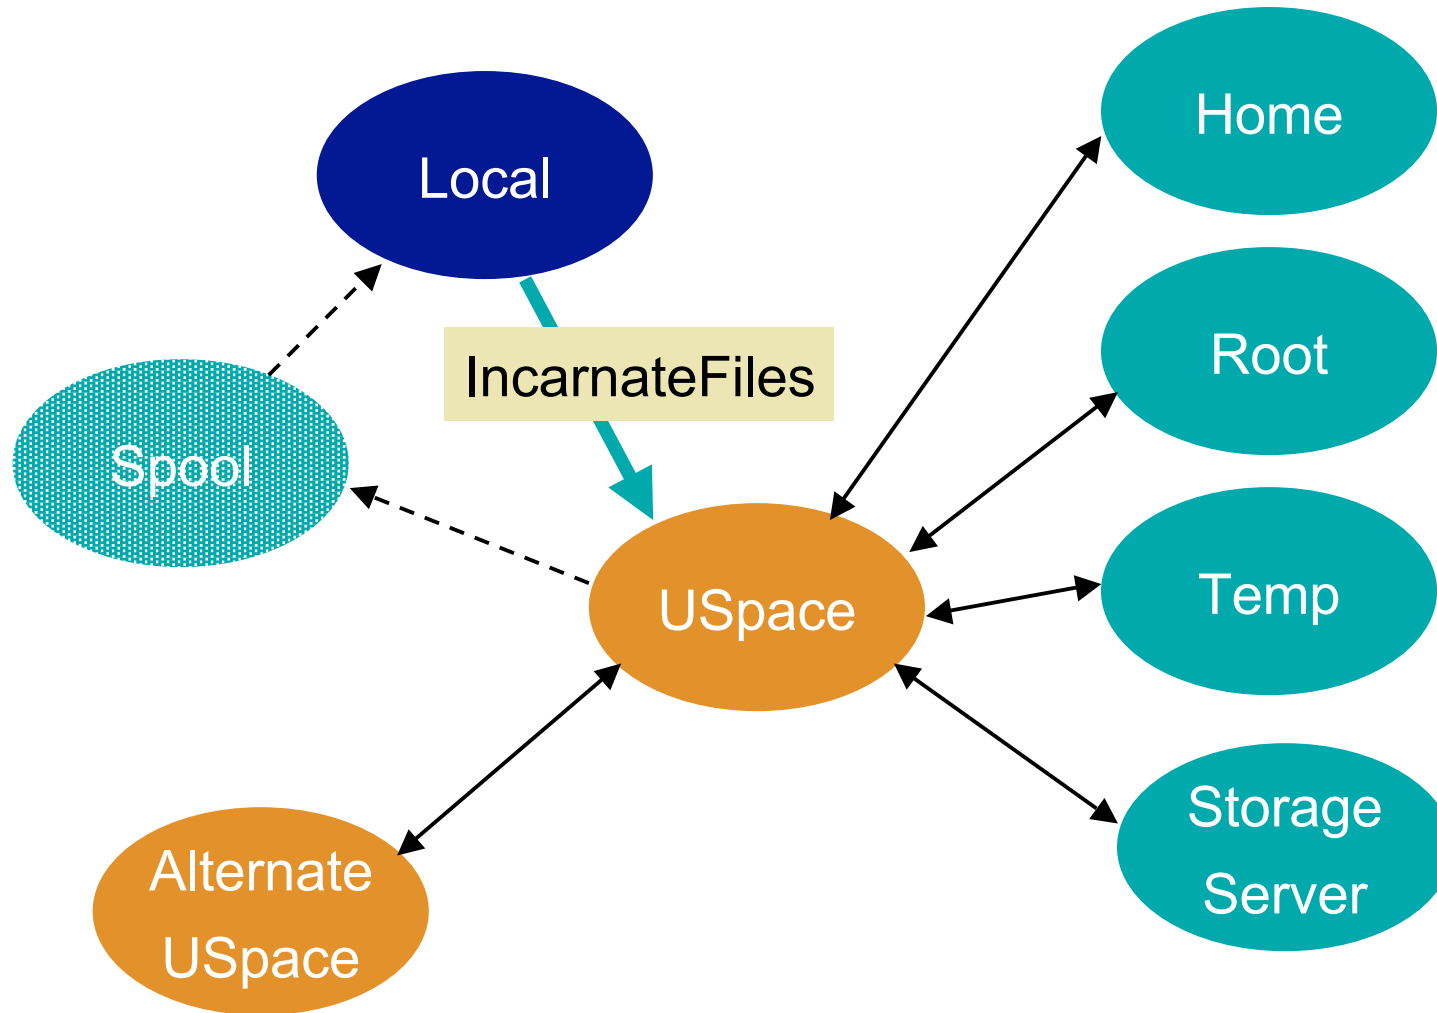 Home
Local
Root
IncarnateFiles
Spool
Temp
USpace
Storage
Server
Alternate
USpace